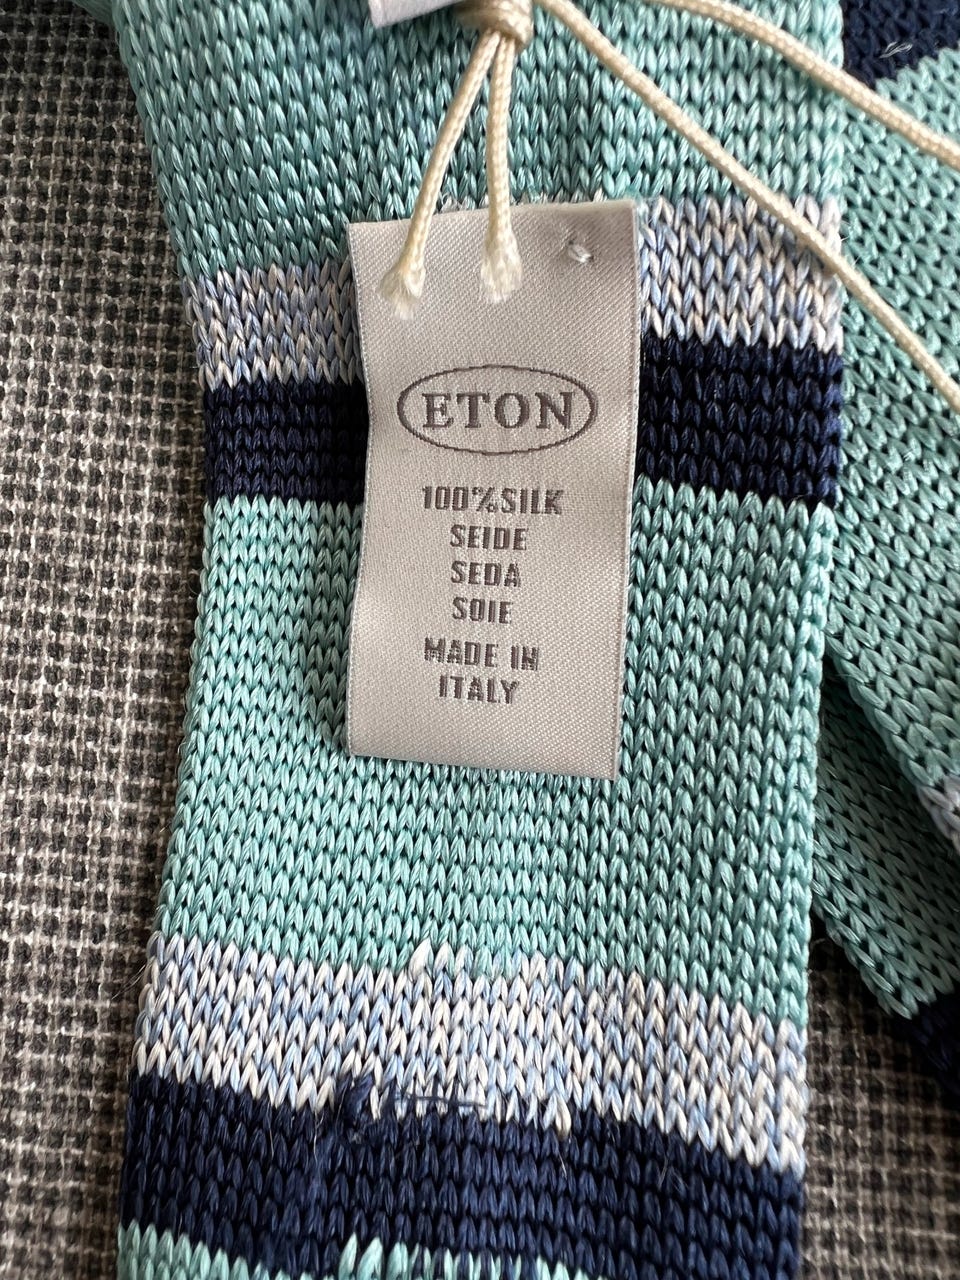 ETON
100%SILK
SEIDE
SEDA
SOIE
MADE IN
ITALY